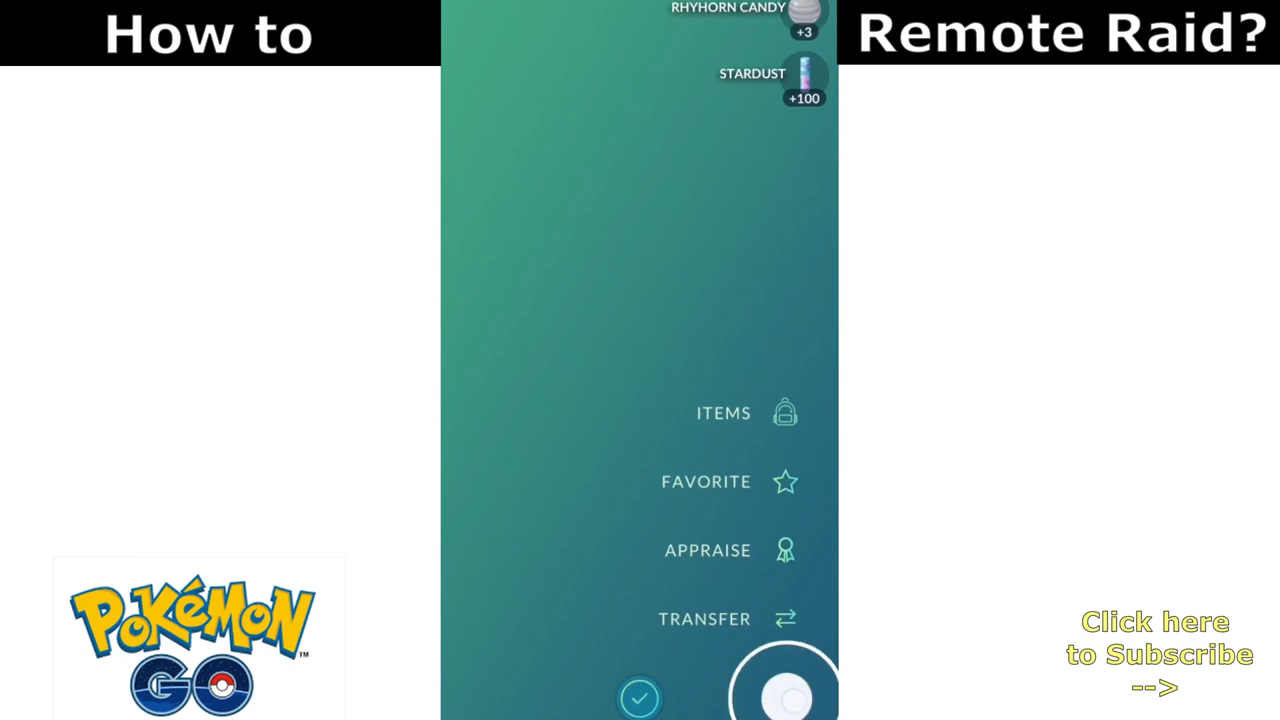 How to
Remote Raid?
RHYHORN CANDY
+3
STARDUST
+100
ITEMS
FAVORITE
APPRAISE
TRANSFER
POKéMON
TM
GO
Click here
to Subscribe
-->